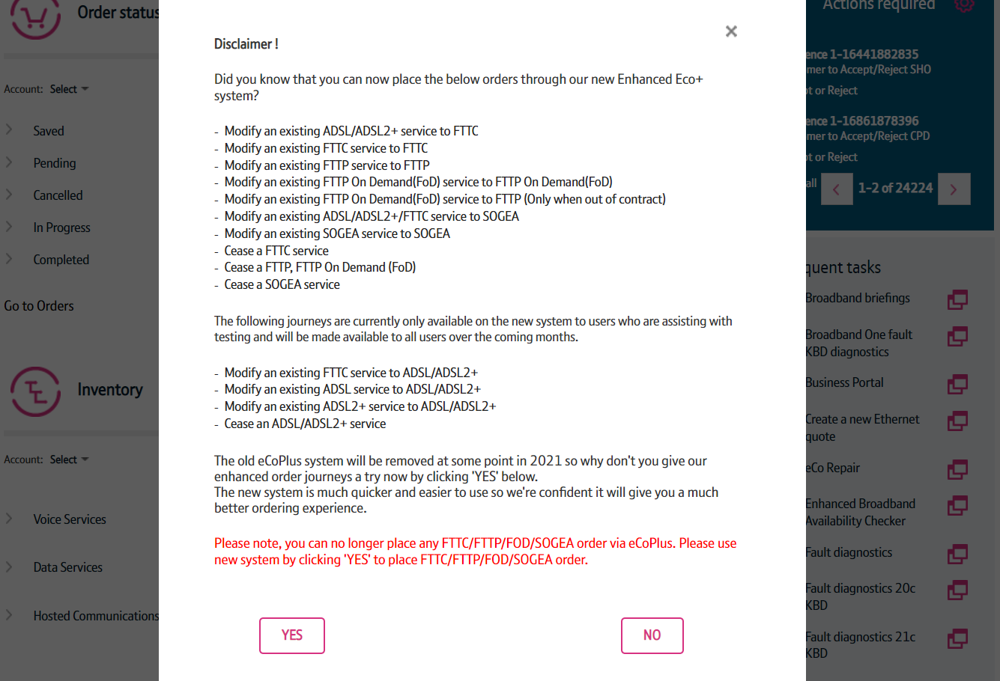 Order status
Account: Select
Saved
Pending
Cancelled
In Progress
Completed
Go to Orders
Inventory
Account: Select
Voice Services
Data Services
Hosted Communications
Disclaimer !
Did you know that you can now place the below orders through our new Enhanced Eco+
system?
- Modify an existing ADSL/ADSL2+ service to FTTC
- Modify an existing FTTC service to FTTC
- Modify an existing FTTP service to FTTP
- Modify an existing FTTP On Demand(FoD) service to FTTP On Demand(FoD)
- Modify an existing FTTP On Demand(FoD) service to FTTP (Only when out of contract)
- Modify an existing ADSL/ADSL2+/FTTC service to SOGEA
- Modify an existing SOGEA service to SOGEA
- Cease a FTTC service
- Cease a FTTP, FTTP On Demand (FoD)
- Cease a SOGEA service
The following journeys are currently only available on the new system to users who are assisting with
testing and will be made available to all users over the coming months.
- Modify an existing FTTC service to ADSL/ADSL2+
- Modify an existing ADSL service to ADSL/ADSL2+
- Modify an existing ADSL2+ service to ADSL/ADSL2+
- Cease an ADSL/ADSL2+ service
The old eCoPlus system will be removed at some point in 2021 so why don't you give our
enhanced order journeys a try now by clicking 'YES' below.
The new system is much quicker and easier to use so we're confident it will give you a much
better ordering experience.
Please note, you can no longer place any FTTC/FTTP/FOD/SOGEA order via eCoPlus. Please use
new system by clicking 'YES' to place FTTC/FTTP/FOD/SOGEA order.
YES
NO
Actions required
ence 1-16441882835
mer to Accept/Reject SHO
pt or Reject
ence 1-16861878396
mer to Accept/Reject CPD
pt or Reject
all
1-2 of 24224
quent tasks
Broadband briefings
Broadband One fault
KBD diagnostics
Business Portal
Create a new Ethernet
quote
eCo Repair
Enhanced Broadband
Availability Checker
Fault diagnostics
Fault diagnostics 20c
KBD
Fault diagnostics 21c
KBD